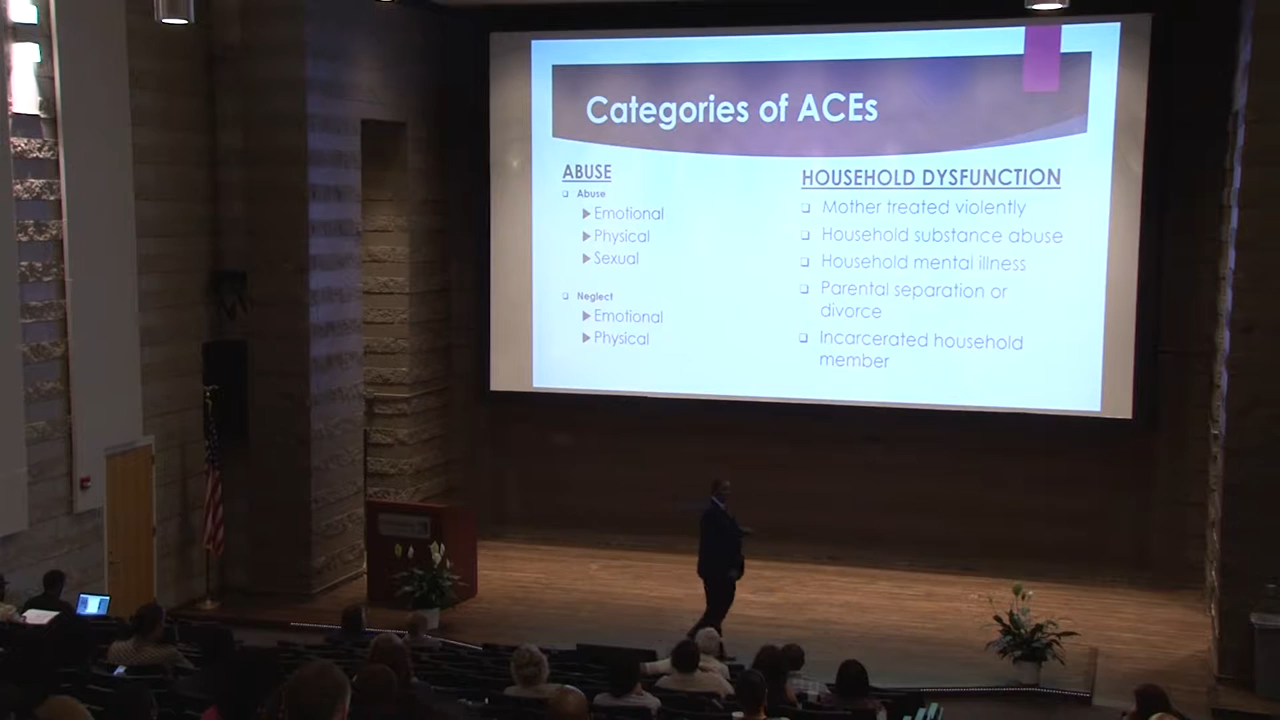 Categories of ACEs
ABUSE
Abuse
Emotional
Physical
Sexual
Neglect
Emotional
Physical
HOUSEHOLD DYSFUNCTION
Mother treated violently
Household substance abuse
Household mental illness
Parental separation or
divorce
Incarcerated household
member